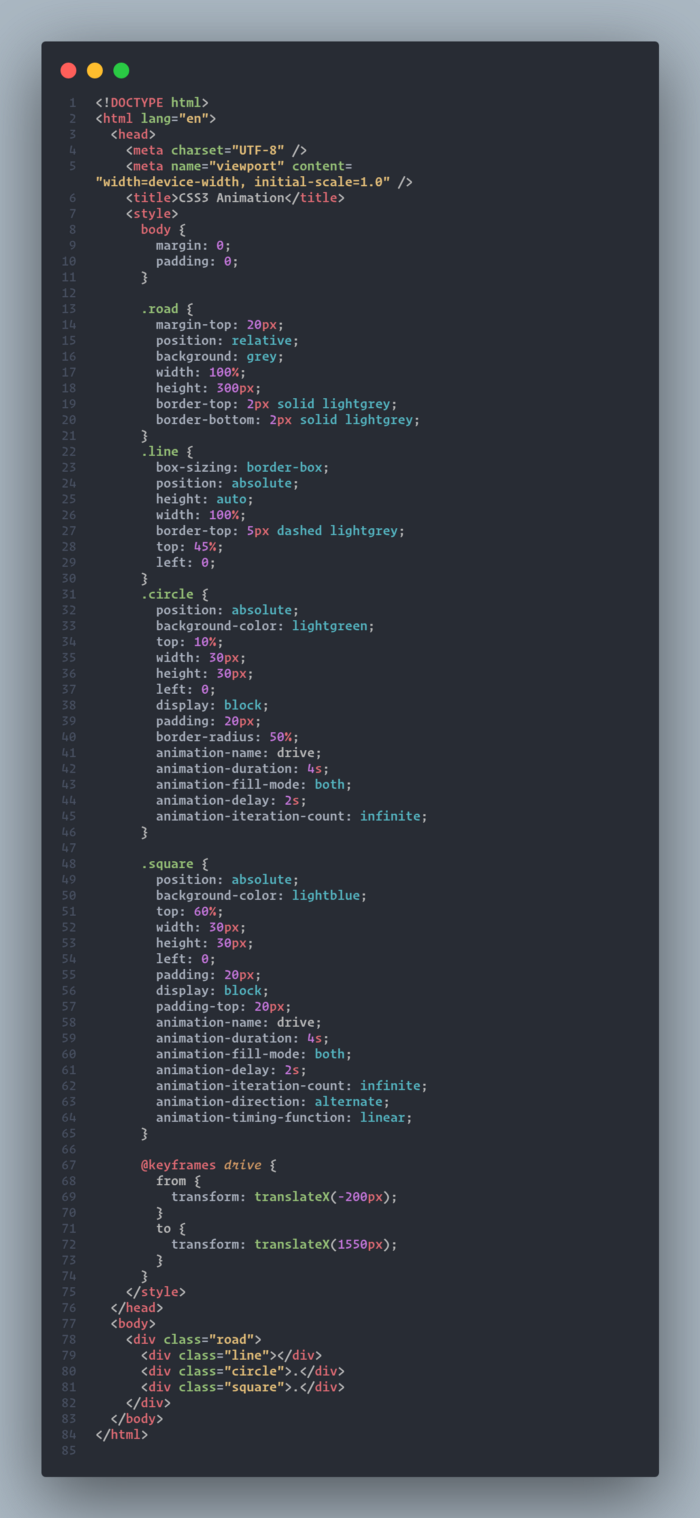 1 <!DOCTYPE html>
2 <html lang="en">
3   <head>
4     <meta charset="UTF-8" />
5     <meta name="viewport" content=
"width=device-width, initial-scale=1.0" />
6     <title>CSS3 Animation</title>
7     <style>
8       body {
9         margin: 0;
10         padding: 0;
11       }
12
13       .road {
14         margin-top: 20px;
15         position: relative;
16         background: grey;
17         width: 100%;
18         height: 300px;
19         border-top: 2px solid lightgrey;
20         border-bottom: 2px solid lightgrey;
21       }
22       .line {
23         box-sizing: border-box;
24         position: absolute;
25         height: auto;
26         width: 100%;
27         border-top: 5px dashed lightgrey;
28         top: 45%;
29         left: 0;
30       }
31       .circle {
32         position: absolute;
33         background-color: lightgreen;
34         top: 10%;
35         width: 30px;
36         height: 30px;
37         left: 0;
38         display: block;
39         padding: 20px;
40         border-radius: 50%;
41         animation-name: drive;
42         animation-duration: 4s;
43         animation-fill-mode: both;
44         animation-delay: 2s;
45         animation-iteration-count: infinite;
46       }
47
48       .square {
49         position: absolute;
50         background-color: lightblue;
51         top: 60%;
52         width: 30px;
53         height: 30px;
54         left: 0;
55         padding: 20px;
56         display: block;
57         padding-top: 20px;
58         animation-name: drive;
59         animation-duration: 4s;
60         animation-fill-mode: both;
61         animation-delay: 2s;
62         animation-iteration-count: infinite;
63         animation-direction: alternate;
64         animation-timing-function: linear;
65       }
66
67       @keyframes drive {
68         from {
69           transform: translateX(-200px);
70         }
71         to {
72           transform: translateX(1550px);
73         }
74       }
75     </style>
76   </head>
77   <body>
78     <div class="road">
79       <div class="line"></div>
80       <div class="circle">.</div>
81       <div class="square">.</div>
82     </div>
83   </body>
84 </html>
85